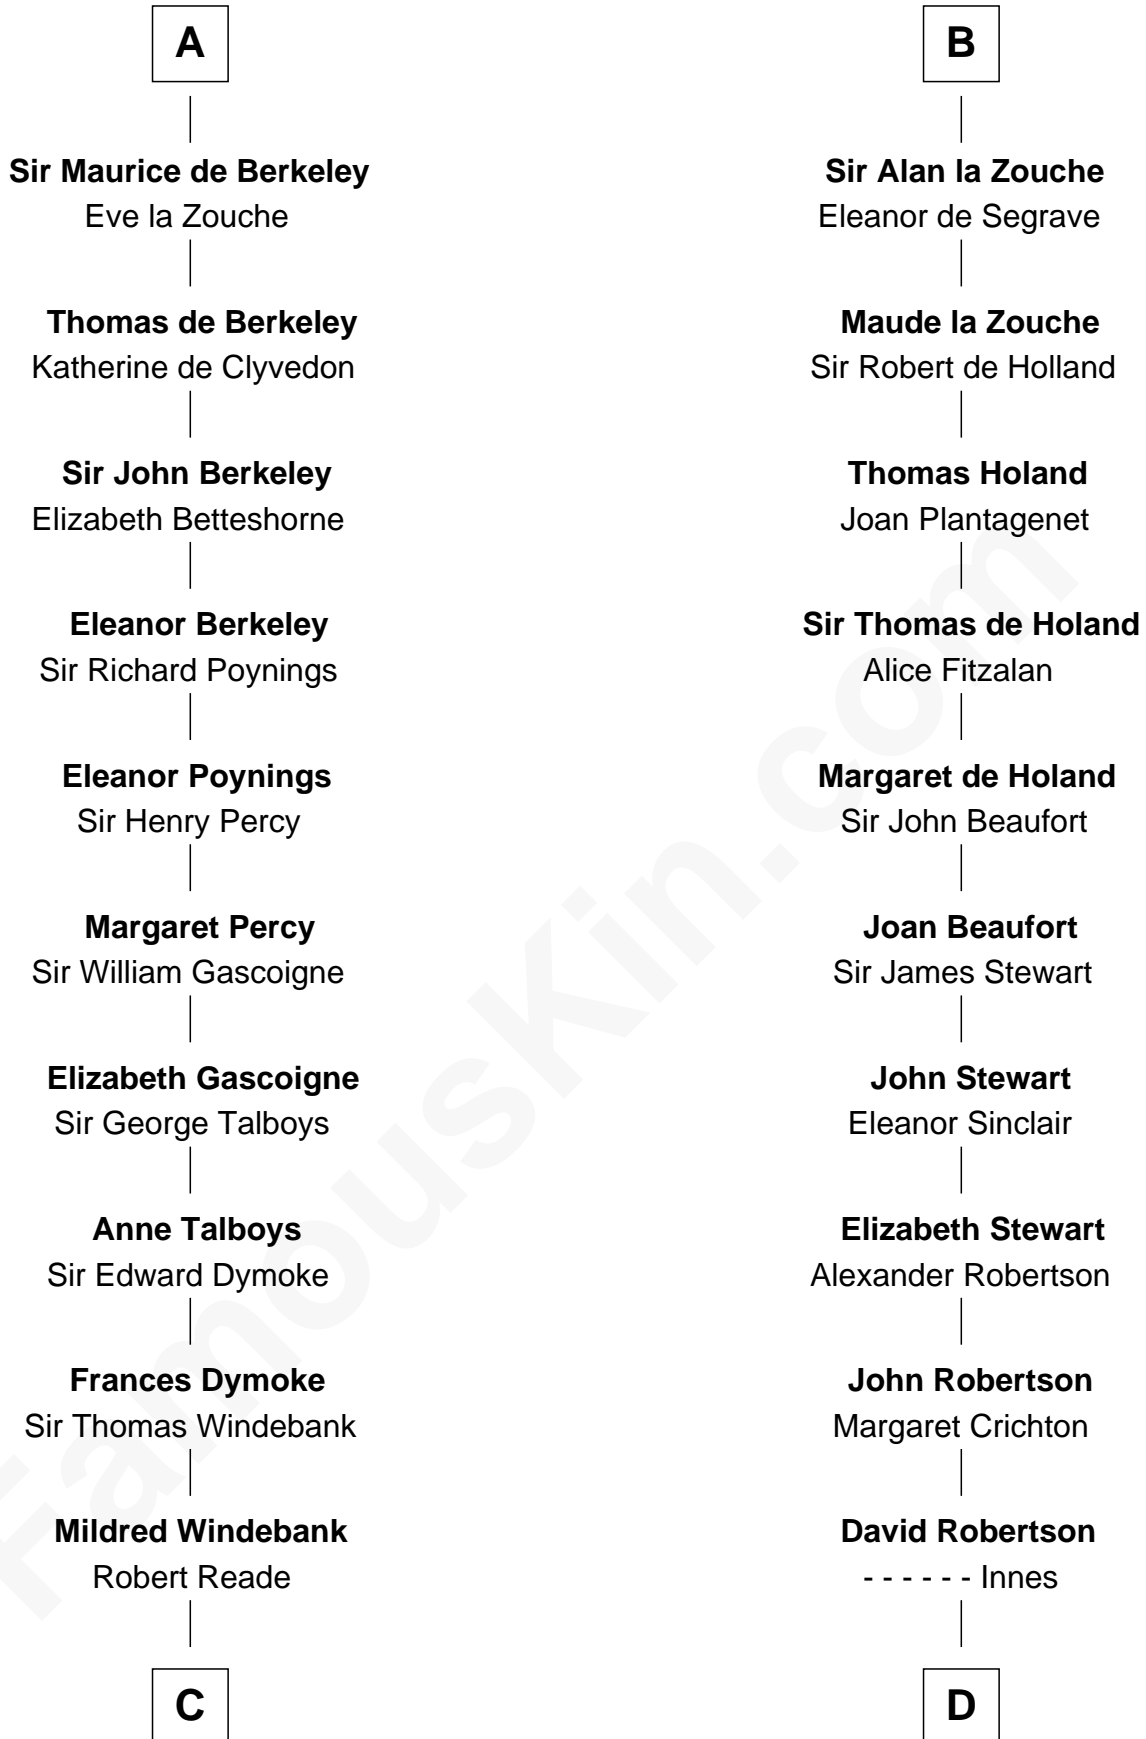 A
Sir Maurice de Berkeley
Eve la Zouche
Thomas de Berkeley
Katherine de Clyvedon
Sir John Berkeley
Elizabeth Betteshorne
Eleanor Berkeley
Sir Richard Poynings
Eleanor Poynings
Sir Henry Percy
Margaret Percy
Sir William Gascoigne
Elizabeth Gascoigne
Sir George Talboys
Anne Talboys
Sir Edward Dymoke
Frances Dymoke
Sir Thomas Windebank
Mildred Windebank
Robert Reade
C
B
Sir Alan la Zouche
Eleanor de Segrave
Maude la Zouche
Sir Robert de Holland
Thomas Holand
Joan Plantagenet
Sir Thomas de Holand
Alice Fitzalan
Margaret de Holand
Sir John Beaufort
Joan Beaufort
Sir James Stewart
John Stewart
Eleanor Sinclair
Elizabeth Stewart
Alexander Robertson
John Robertson
Margaret Crichton
David Robertson
- - - - - - Innes
D
FamousKin.com